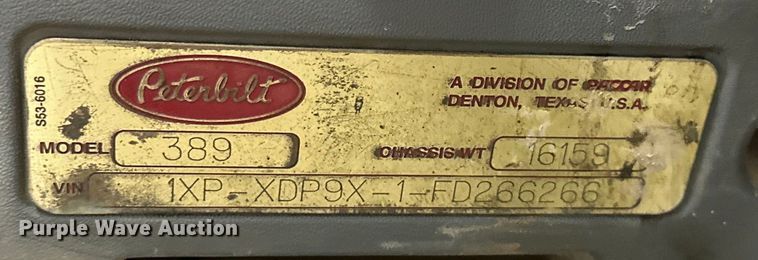 S53-6016
Peterbilt
A DIVISION OF PACCAR
DENTON, TEXAS U.S.A.
MODEL 389 CHASSIS WT 16159
VIN 1XP-XDP9X-1-FD266266
Purple Wave Auction